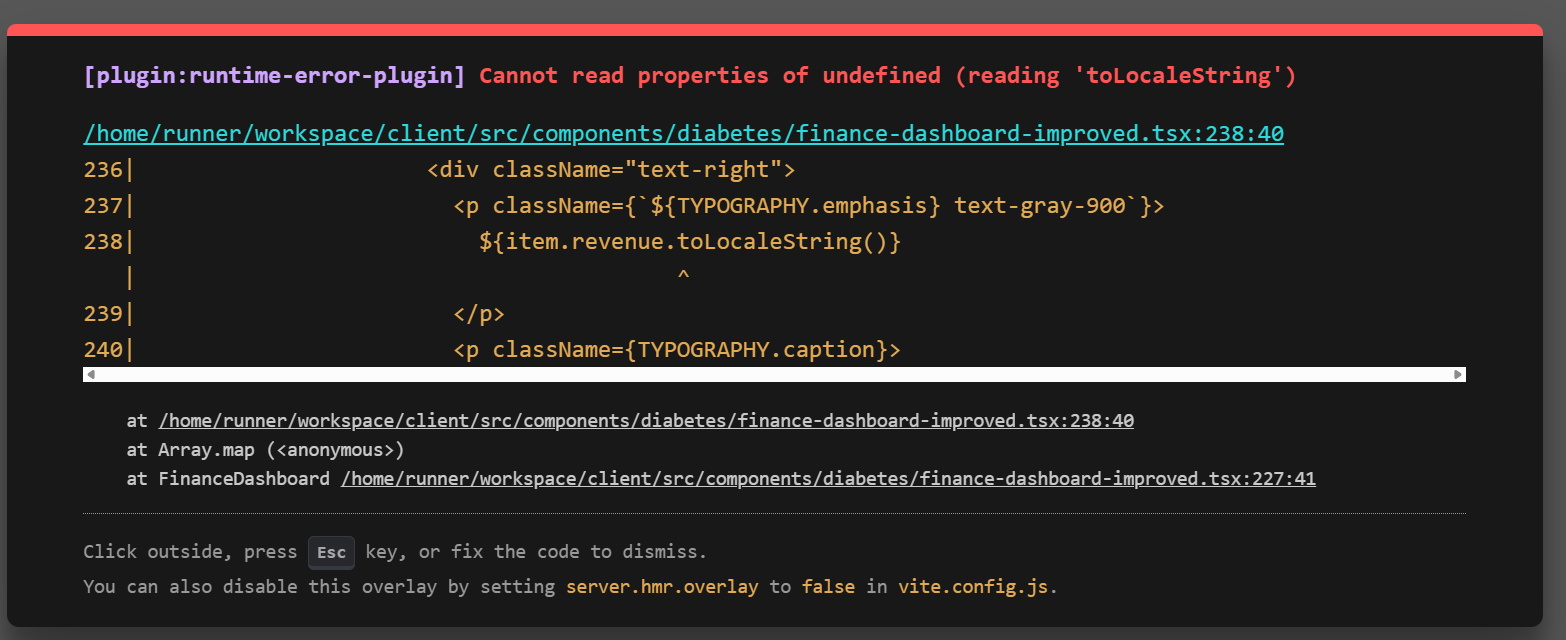 [plugin:runtime-error-plugin] Cannot read properties of undefined (reading 'toLocaleString')
/home/runner/workspace/client/src/components/diabetes/finance-dashboard-improved.tsx:238:40
236|                      <div className="text-right">
237|                        <p className={`${TYPOGRAPHY.emphasis} text-gray-900`}>
238|                          ${item.revenue.toLocaleString()}
   |                                         ^
239|                        </p>
240|                        <p className={TYPOGRAPHY.caption}>
at /home/runner/workspace/client/src/components/diabetes/finance-dashboard-improved.tsx:238:40
at Array.map (<anonymous>)
at FinanceDashboard /home/runner/workspace/client/src/components/diabetes/finance-dashboard-improved.tsx:227:41
Click outside, press Esc key, or fix the code to dismiss.
You can also disable this overlay by setting server.hmr.overlay to false in vite.config.js.